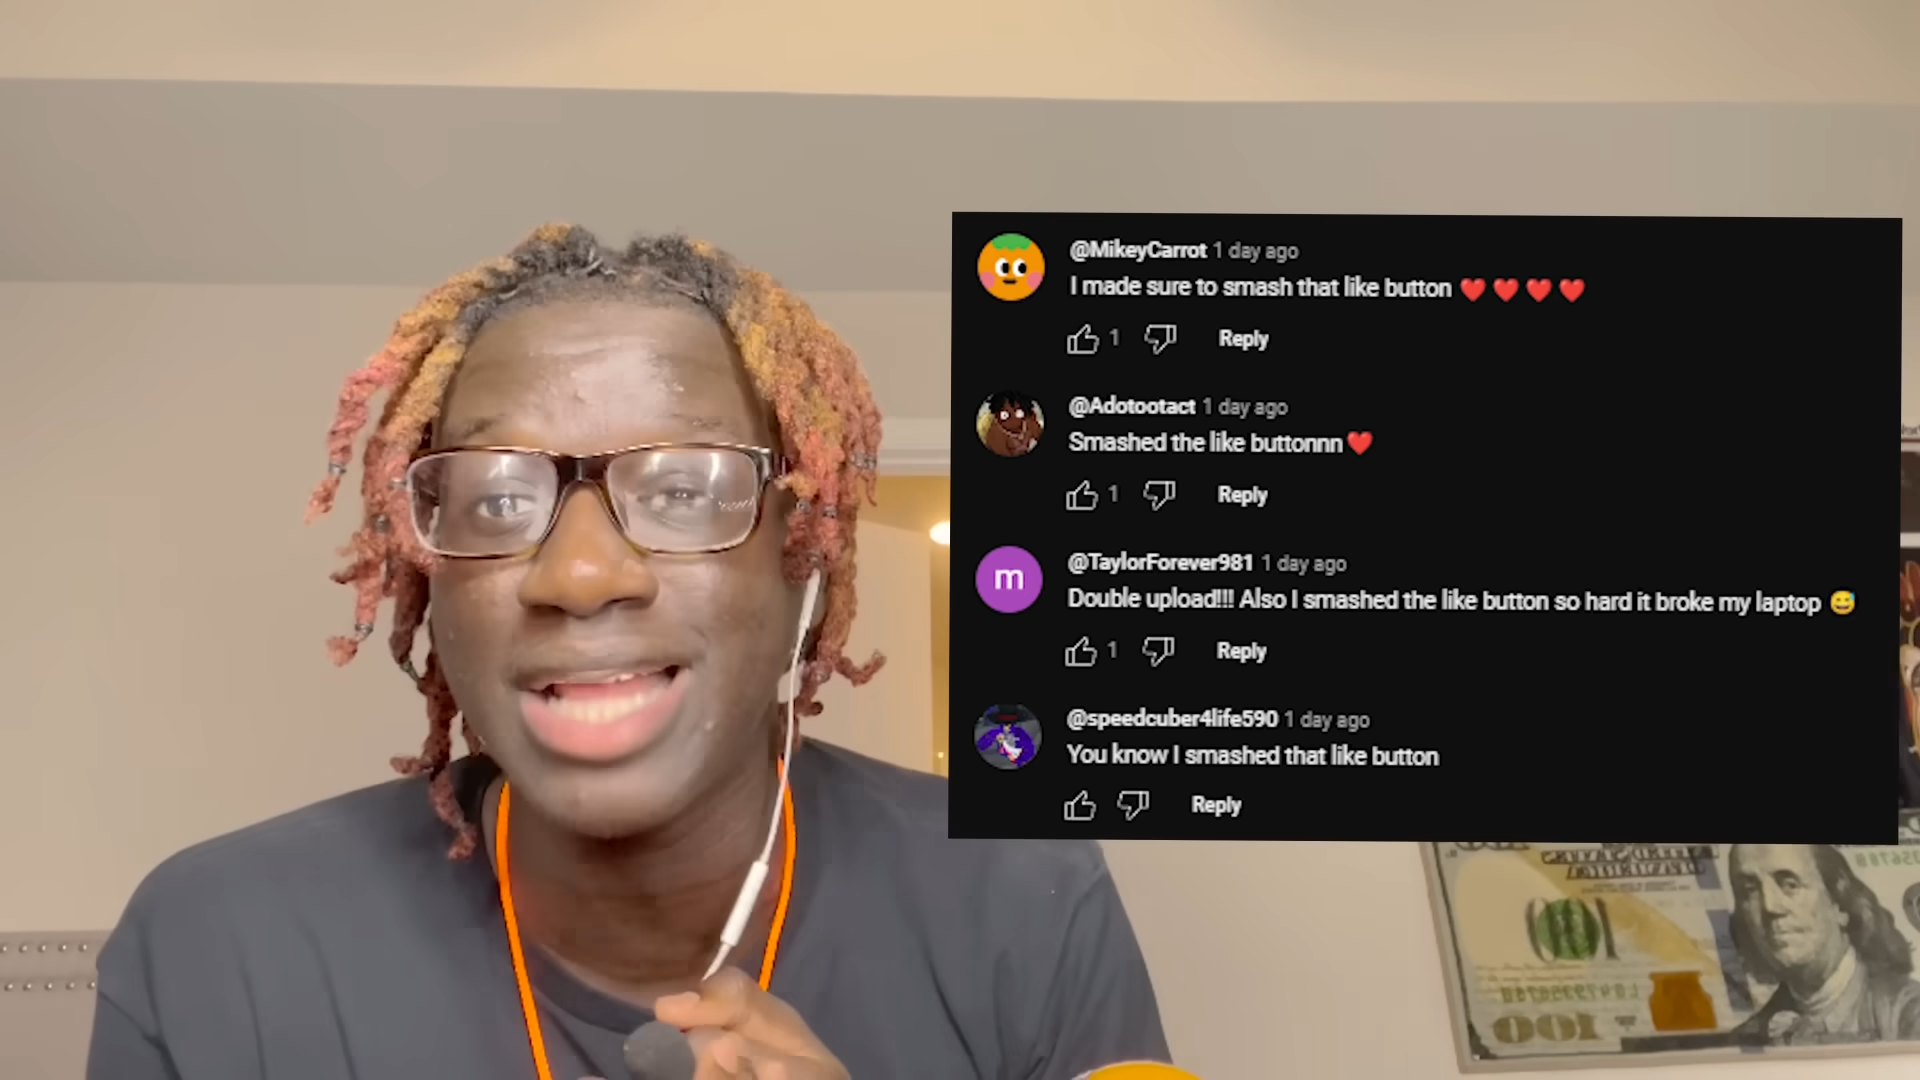 @MikeyCarrot 1 day ago
I made sure to smash that like button ❤️ ❤️ ❤️ ❤️
1 Reply
@Adotootact 1 day ago
Smashed the like buttonnn ❤️
1 Reply
m
@TaylorForever981 1 day ago
Double upload!!! Also I smashed the like button so hard it broke my laptop 😅
1 Reply
@speedcuber4life590 1 day ago
You know I smashed that like button
Reply
100
100